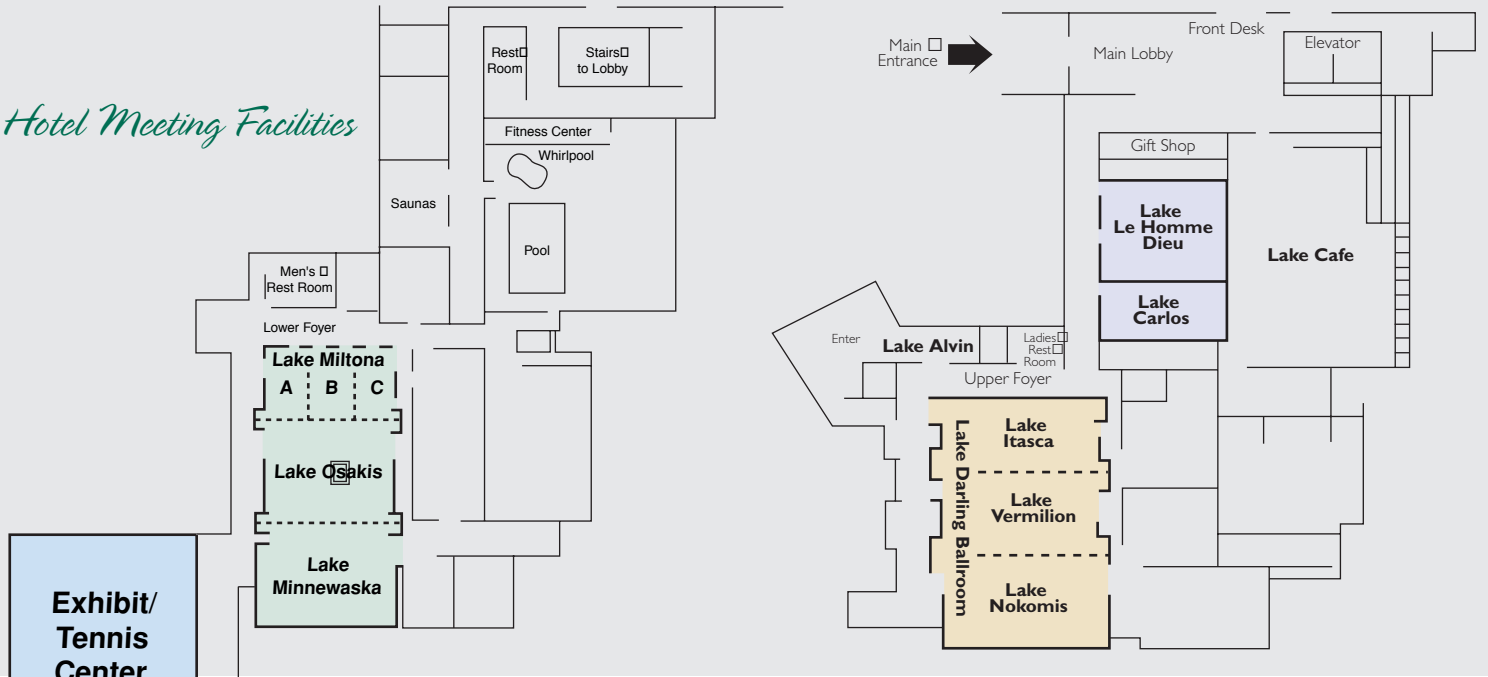 Hotel Meeting Facilities
Rest
Room
Stairs
to Lobby
Fitness Center
Whirlpool
Saunas
Pool
Men's
Rest Room
Lower Foyer
Lake Miltona
A B C
Lake Osakis
Lake
Minnewaska
Exhibit/
Tennis
Center
Main
Entrance
Main Lobby
Front Desk
Elevator
Gift Shop
Lake
Le Homme
Dieu
Lake
Carlos
Lake Cafe
Enter
Lake Alvin
Ladies
Rest
Room
Upper Foyer
Lake Darling Ballroom
Lake
Itasca
Lake
Vermilion
Lake
Nokomis